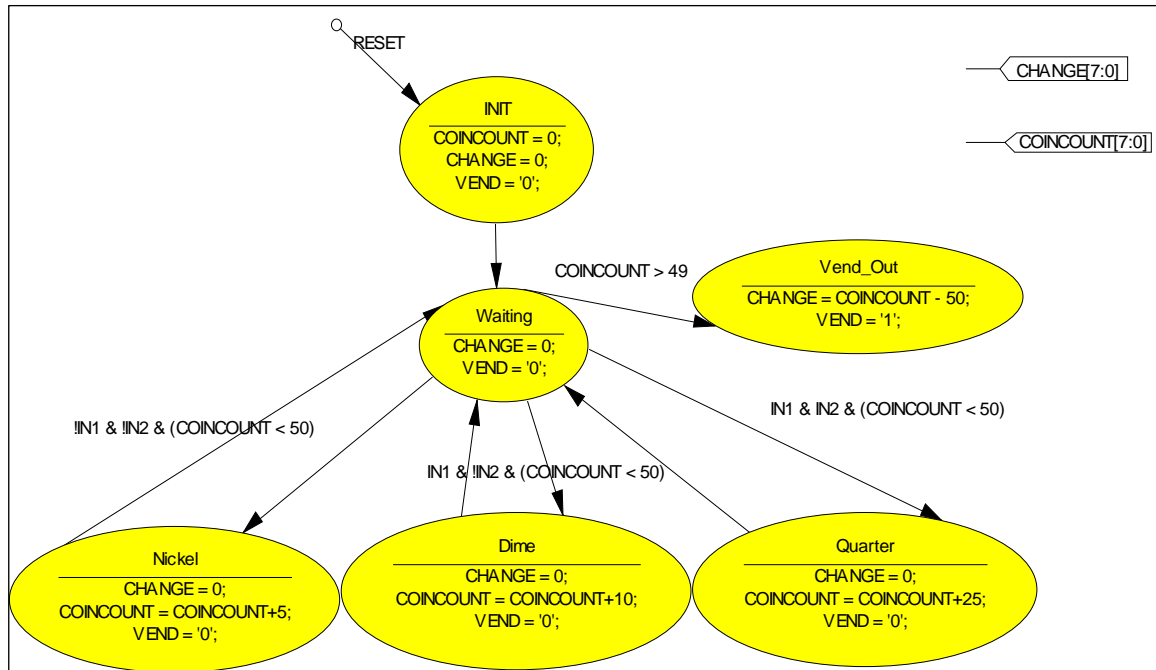 RESET
CHANGE[7:0]
INIT
COINCOUNT = 0;
CHANGE = 0;
VEND = '0';
COINCOUNT[7:0]
COINCOUNT > 49
Vend_Out
CHANGE = COINCOUNT - 50;
VEND = '1';
Waiting
CHANGE = 0;
VEND = '0';
!IN1 & !IN2 & (COINCOUNT < 50)
IN1 & !IN2 & (COINCOUNT < 50)
IN1 & IN2 & (COINCOUNT < 50)
Nickel
CHANGE = 0;
COINCOUNT = COINCOUNT+5;
VEND = '0';
Dime
CHANGE = 0;
COINCOUNT = COINCOUNT+10;
VEND = '0';
Quarter
CHANGE = 0;
COINCOUNT = COINCOUNT+25;
VEND = '0';